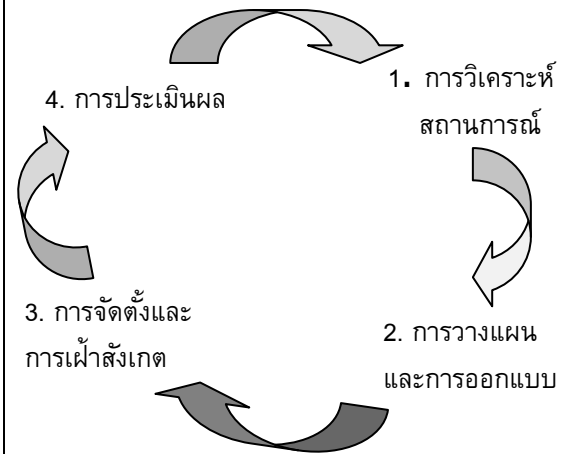 1. การวิเคราะห์
สถานการณ์
2. การวางแผน
และการออกแบบ
3. การจัดตั้งและ
การเฝ้าสังเกต
4. การประเมินผล